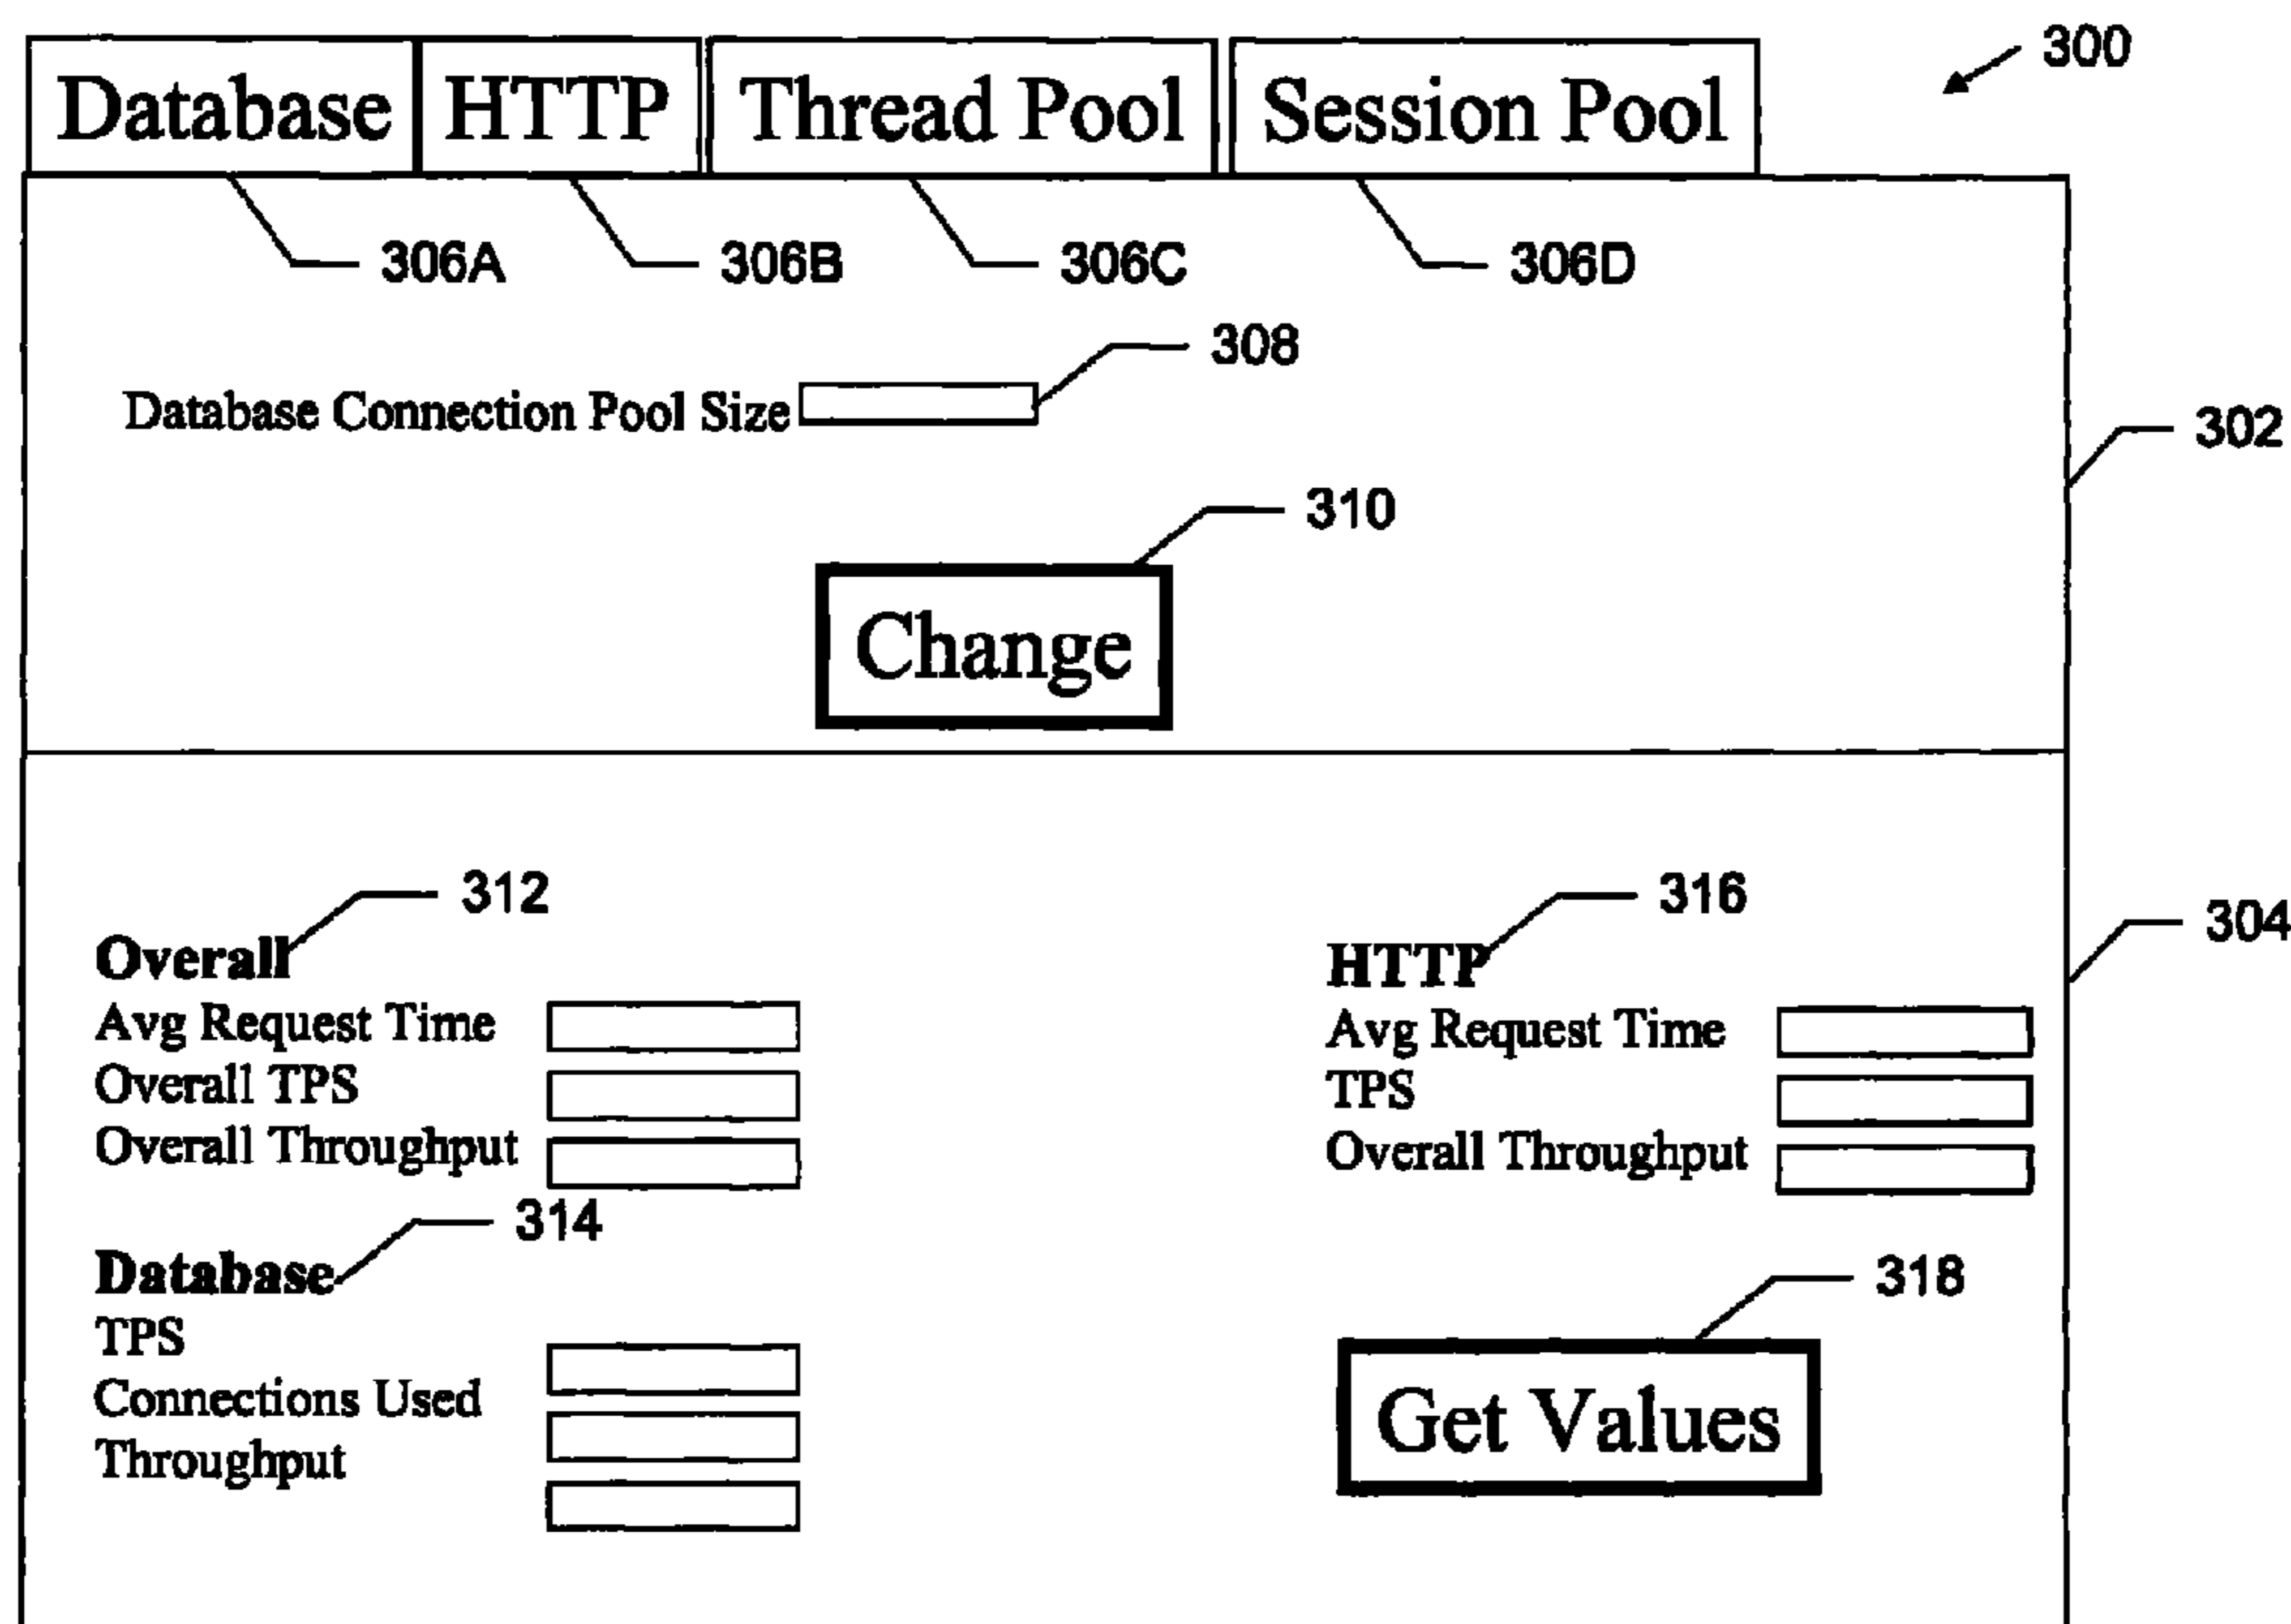 300
Database HTTP Thread Pool Session Pool
306A 306B 306C 306D
308
Database Connection Pool Size
302
310
Change
312
316
304
Overall
Avg Request Time
Overall TPS
Overall Throughput
HTTP
Avg Request Time
TPS
Overall Throughput
314
Database
TPS
Connections Used
Throughput
318
Get Values